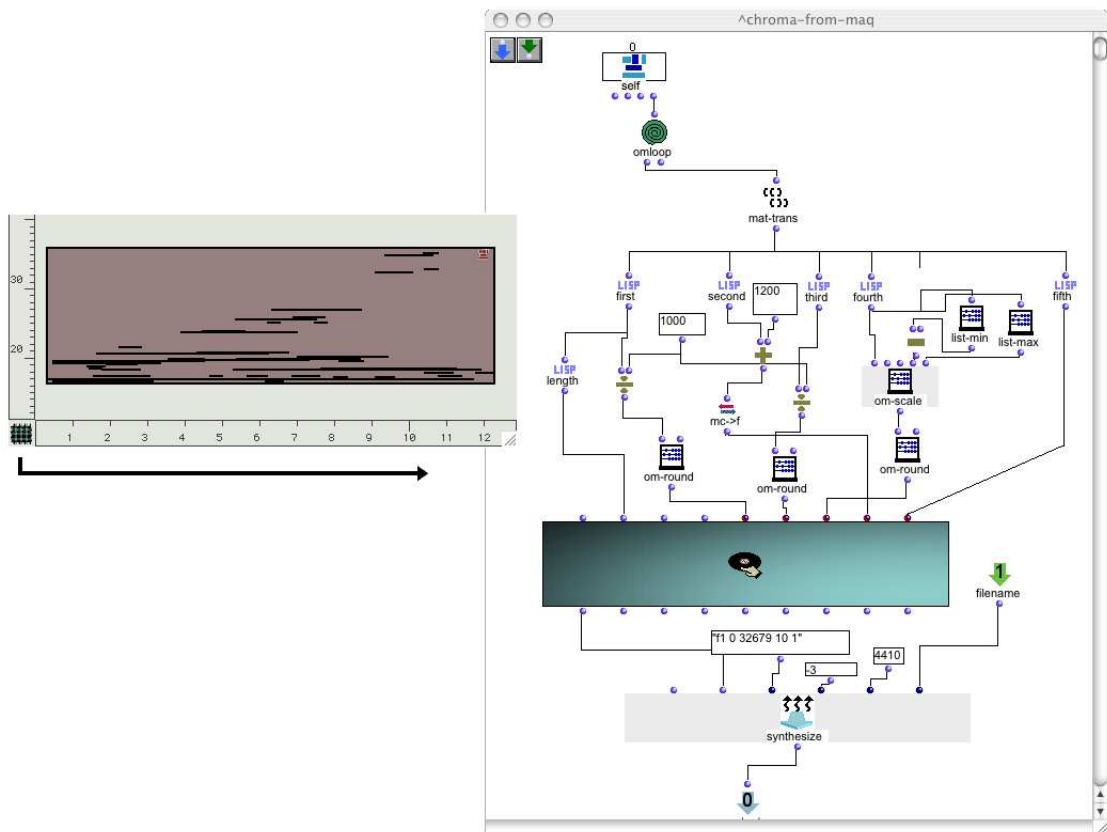 ^chroma-from-maq
0
self
omloop
mat-trans
LISP LISP LISP LISP LISP
first second third fourth fifth
1200
1000
list-min list-max
LISP
length
om-scale
mc->f
om-round om-round om-round
1
filename
"f1 0 32679 10 1"
-3
4410
synthesize
0
30
20
1 2 3 4 5 6 7 8 9 10 11 12